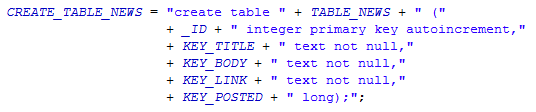 CREATE_TABLE_NEWS = "create table " + TABLE_NEWS + " ("
+ _ID + " integer primary key autoincrement,"
+ KEY_TITLE + " text not null,"
+ KEY_BODY + " text not null,"
+ KEY_LINK + " text not null,"
+ KEY_POSTED + " long);";